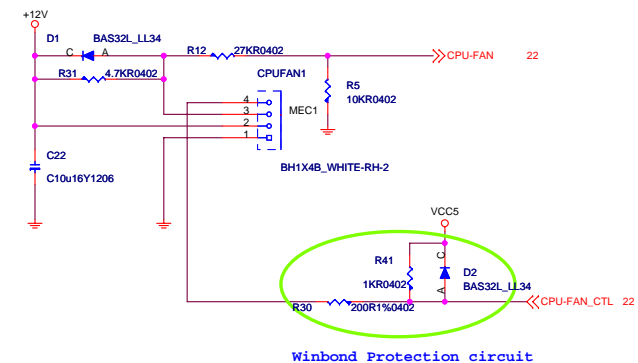 +12V
D1 BAS32L_LL34
C A
R12 27KR0402
CPU-FAN 22
R31 4.7KR0402
CPUFAN1
R5
10KR0402
4
3
2
1
MEC1
BH1X4B_WHITE-RH-2
C22
C10u16Y1206
VCC5
R41
1KR0402
C
A
D2
BAS32L_LL34
R30 200R1%0402
CPU-FAN_CTL 22
Winbond Protection circuit